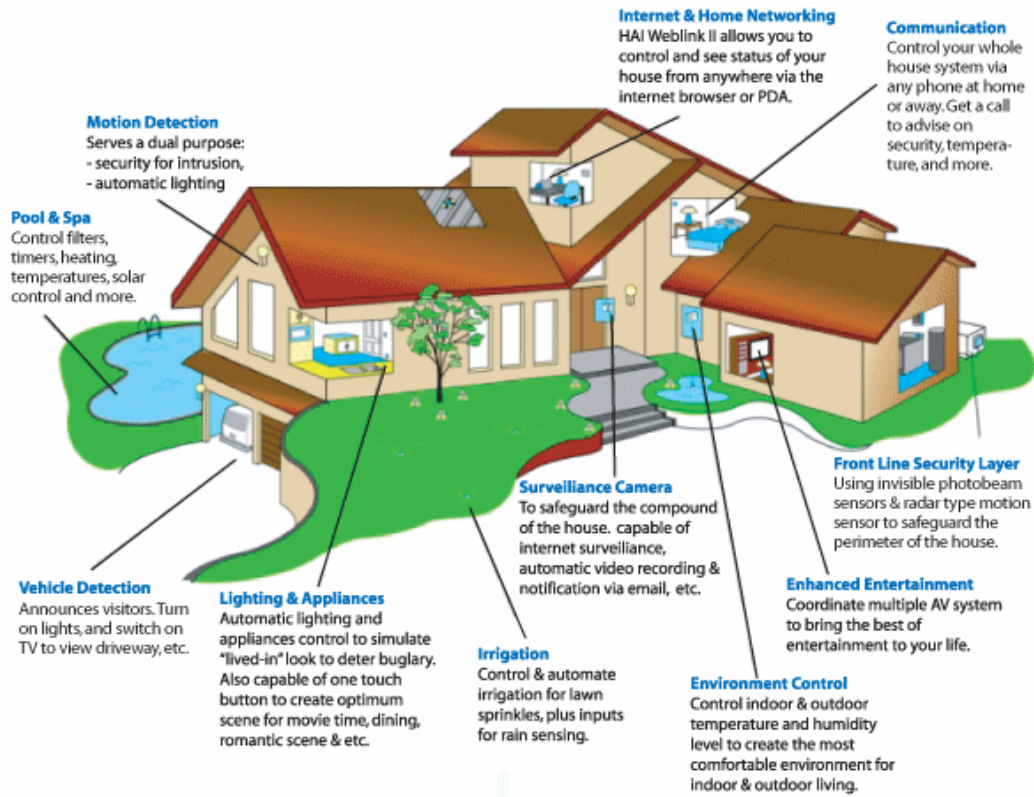 Internet & Home Networking
HAI Weblink II allows you to
control and see status of your
house from anywhere via the
internet browser or PDA.
Communication
Control your whole
house system via
any phone at home
or away. Get a call
to advise on
security, tempera-
ture, and more.
Motion Detection
Serves a dual purpose:
- security for intrusion,
- automatic lighting
Pool & Spa
Control filters,
timers, heating,
temperatures, solar
control and more.
Vehicle Detection
Announces visitors. Turn
on lights, and switch on
TV to view driveway, etc.
Lighting & Appliances
Automatic lighting and
appliances control to simulate
"lived-in" look to deter buglary.
Also capable of one touch
button to create optimum
scene for movie time, dining,
romantic scene & etc.
Irrigation
Control & automate
irrigation for lawn
sprinkles, plus inputs
for rain sensing.
Surveiliance Camera
To safeguard the compound
of the house. capable of
internet surveiliance,
automatic video recording &
notification via email, etc.
Front Line Security Layer
Using invisible photobeam
sensors & radar type motion
sensor to safeguard the
perimeter of the house.
Enhanced Entertainment
Coordinate multiple AV system
to bring the best of
entertainment to your life.
Environment Control
Control indoor & outdoor
temperature and humidity
level to create the most
comfortable environment for
indoor & outdoor living.